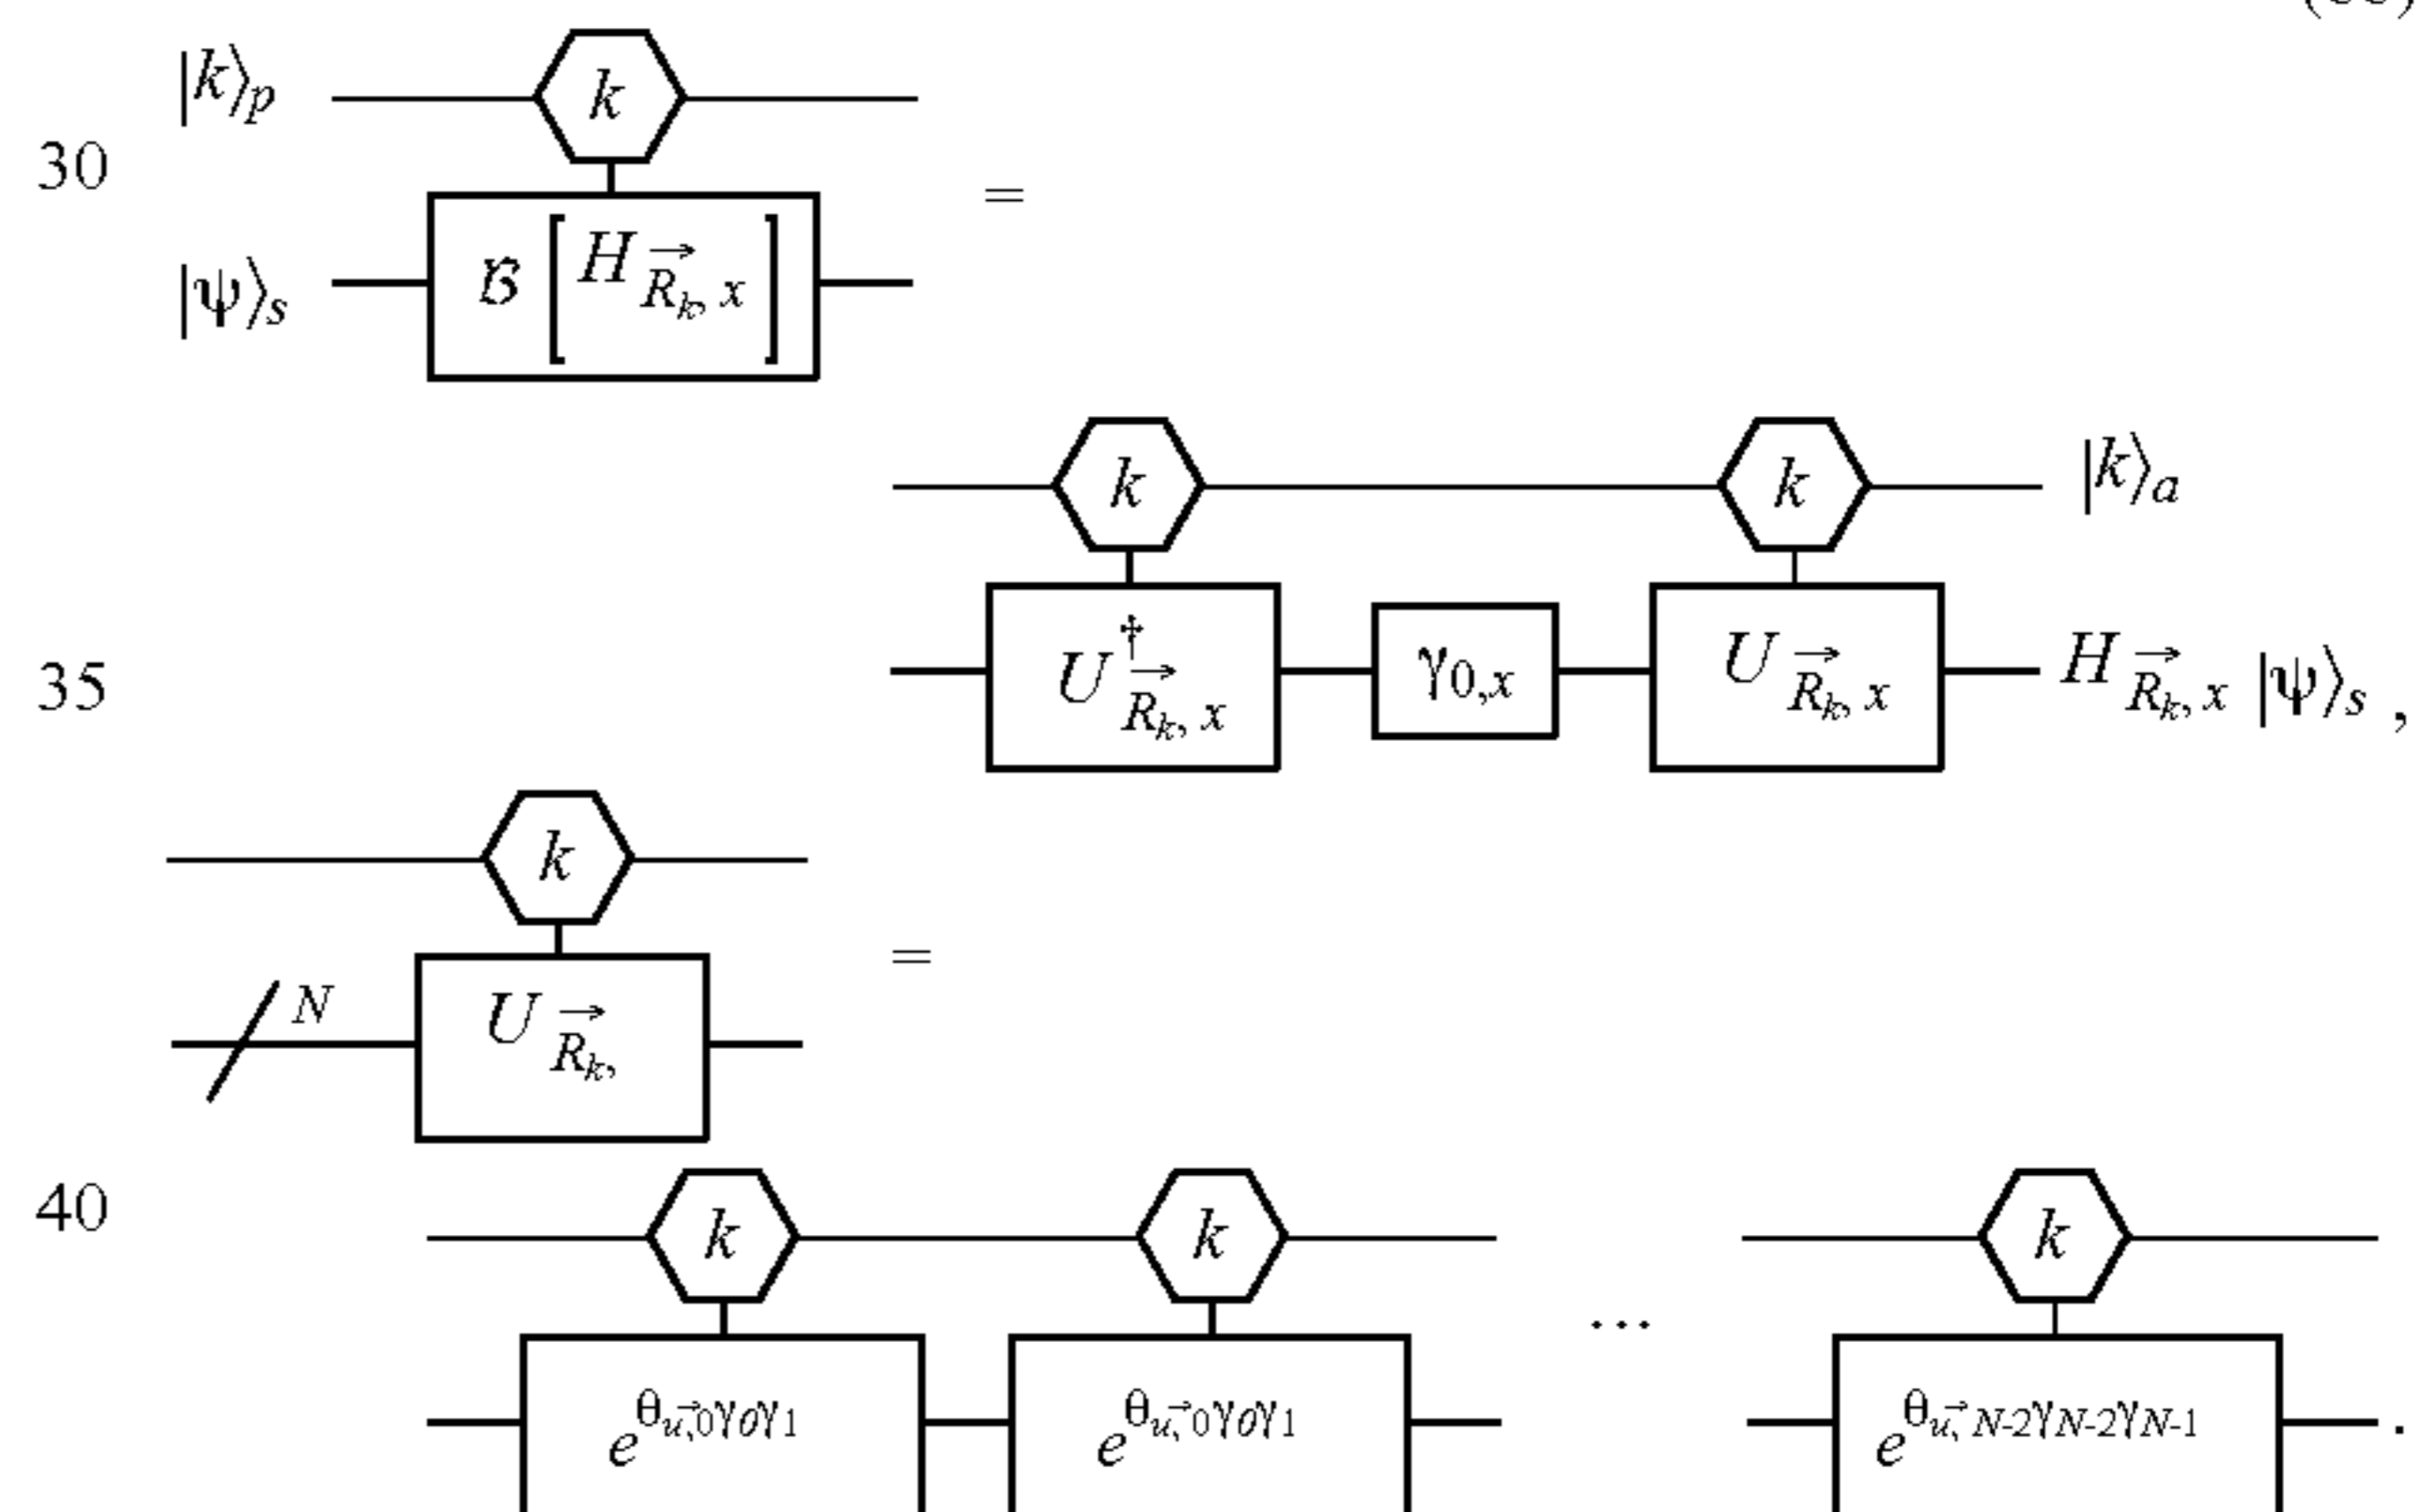 |k⟩p k
30 =
|ψ⟩s ℬ [H R⃗k, x]
k k |k⟩a
35 U† R⃗k, x γ0,x U R⃗k, x H R⃗k, x |ψ⟩s ,
k
=
N U R⃗k,
40 k k k
...
e^θu⃗,0γ0γ1 e^θu⃗,0γ0γ1 e^θu⃗,N-2γN-2γN-1 .